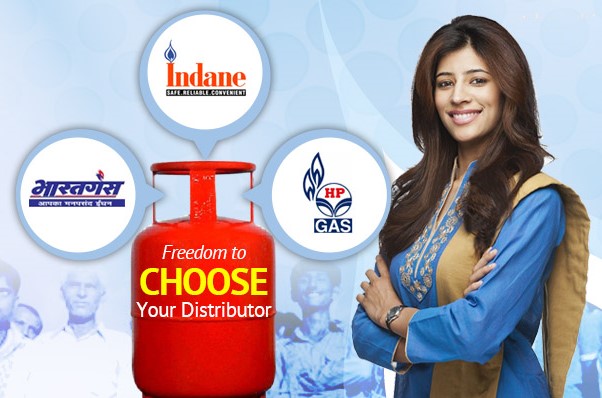 Indane
SAFE.RELIABLE.CONVENIENT
भारतगैस
आपका मनपसंद ईंधन
HP
GAS
Freedom to
CHOOSE
Your Distributor